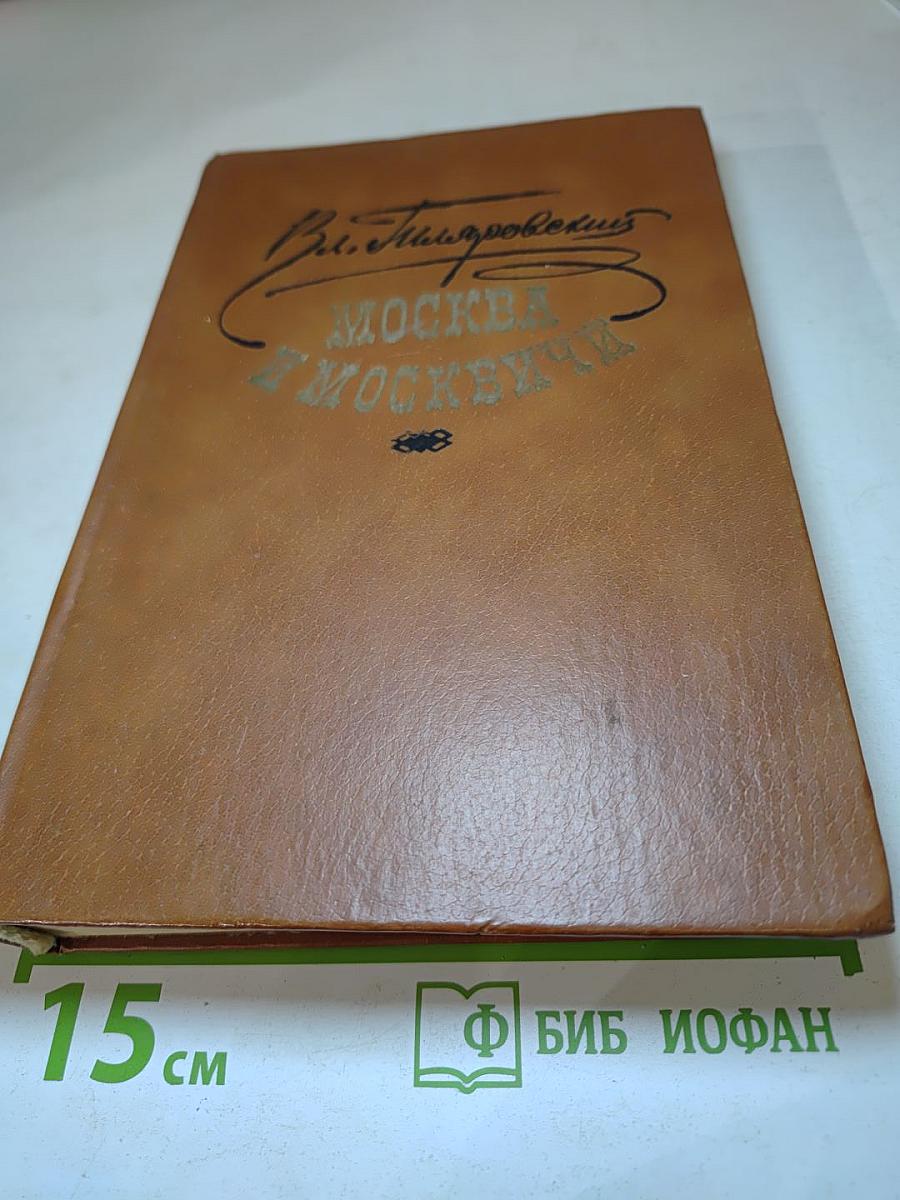 Вл. Гиляровский
МОСКВА
И МОСКВИЧИ
15 см
Ф БИБ ИОФАН